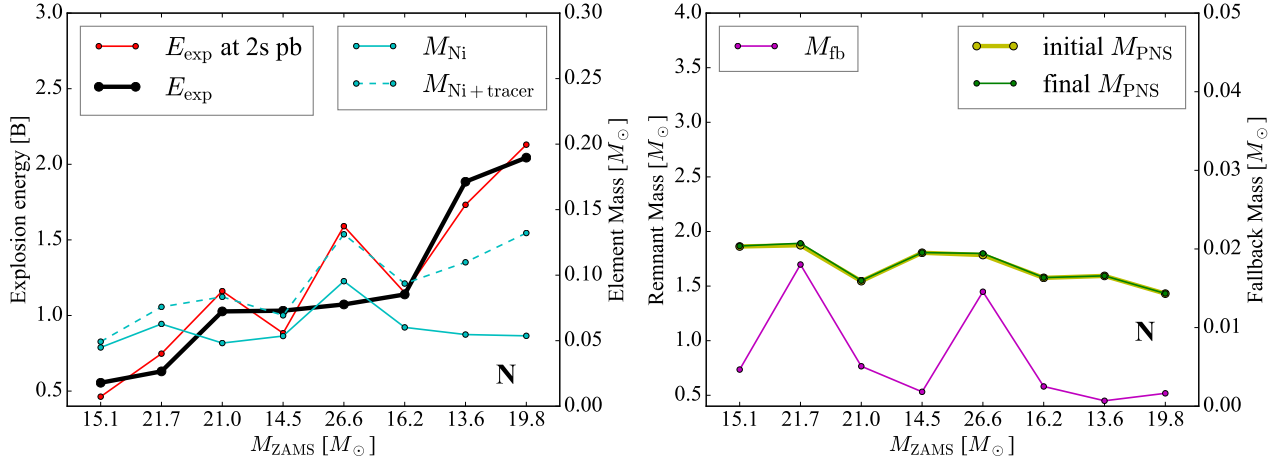 3.0
2.5
2.0
1.5
1.0
0.5
Explosion energy [B]
E_exp at 2s pb
E_exp
M_Ni
M_Ni+tracer
N
0.30
0.25
0.20
0.15
0.10
0.05
0.00
Element Mass [M_⊙]
15.1 21.7 21.0 14.5 26.6 16.2 13.6 19.8
M_ZAMS [M_⊙]
4.0
3.5
3.0
2.5
2.0
1.5
1.0
0.5
Remnant Mass [M_⊙]
M_fb
initial M_PNS
final M_PNS
N
0.05
0.04
0.03
0.02
0.01
0.00
Fallback Mass [M_⊙]
15.1 21.7 21.0 14.5 26.6 16.2 13.6 19.8
M_ZAMS [M_⊙]